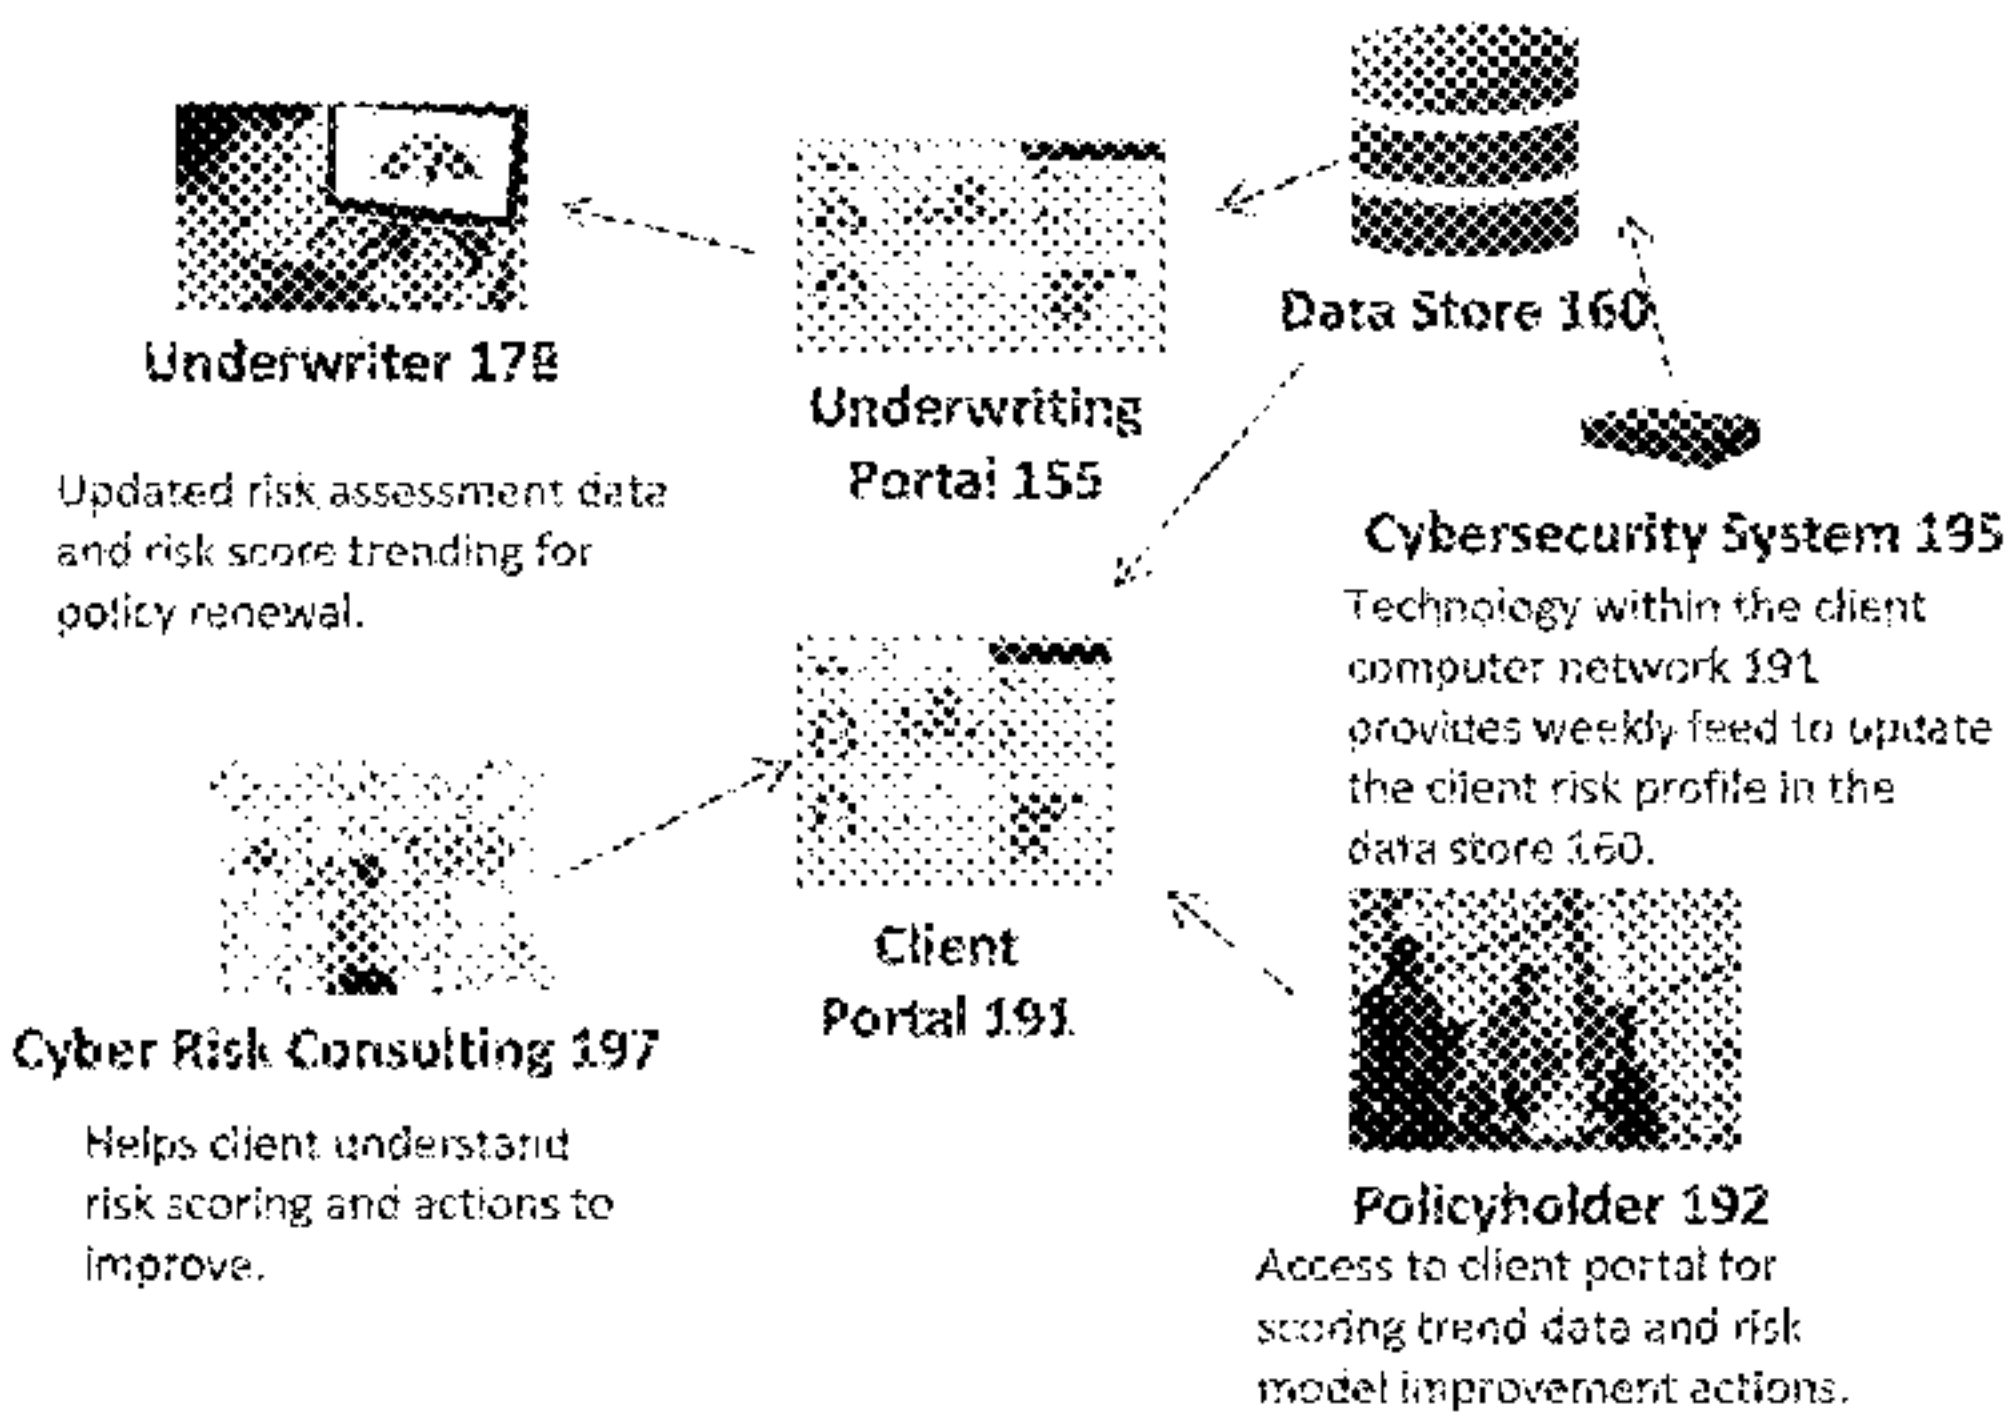 Underwriter 178
Updated risk assessment data
and risk score trending for
policy renewal.
Underwriting
Portal 155
Data Store 160
Cybersecurity System 195
Technology within the client
computer network 191
provides weekly feed to update
the client risk profile in the
data store 160.
Client
Portal 191
Cyber Risk Consulting 197
Helps client understand
risk scoring and actions to
improve.
Policyholder 192
Access to client portal for
scoring trend data and risk
model improvement actions.